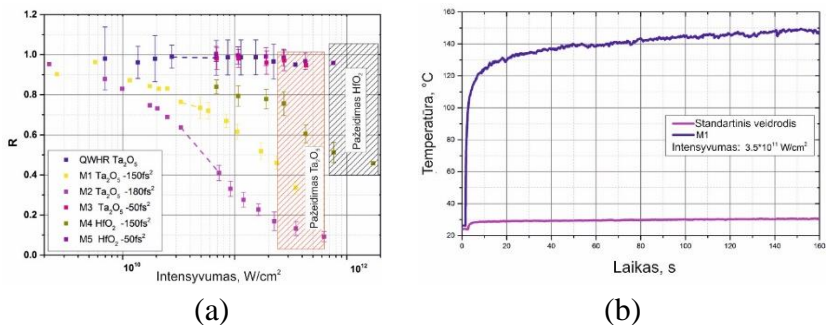 (a)
1.2
1.0
0.8
0.6
0.4
0.2
0.0
R
QWHR Ta₂O₅
M1 Ta₂O₅ -150fs²
M2 Ta₂O₅ -180fs²
M3 Ta₂O₅ -50fs²
M4 HfO₂ -150fs²
M5 HfO₂ -50fs²
Pažeidimas Ta₂O₅
Pažeidimas HfO₂
10¹⁰
10¹²
Intensyvumas, W/cm²
b)
160
140
120
100
80
60
40
20
Temperatūra, °C
Standartinis veidrodis
M1
Intensyvumas: 3.5*10¹¹ W/cm²
0
20
40
60
80
100
120
140
160
Laikas, s
(a)
(b)